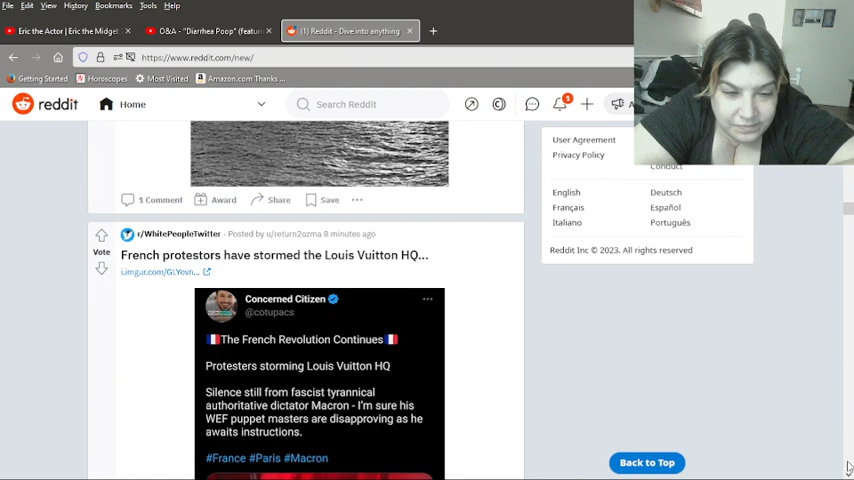 File Edit View History Bookmarks Tools Help
Eric the Actor | Eric the Midget
O&A - "Diarrhea Poop" (featur
(1) Reddit - Dive into anything
https://www.reddit.com/new/
Getting Started Horoscopes Most Visited Amazon.com Thanks ...
reddit Home Search Reddit 1 A
1 Comment Award Share Save
r/WhitePeopleTwitter · Posted by u/return2ozma 8 minutes ago
Vote
French protestors have stormed the Louis Vuitton HQ...
i.imgur.com/GLYovn...
Concerned Citizen
@cotupacs
The French Revolution Continues
Protesters storming Louis Vuitton HQ
Silence still from fascist tyrannical
authoritative dictator Macron - I'm sure his
WEF puppet masters are disapproving as he
awaits instructions.
#France #Paris #Macron
User Agreement
Privacy Policy
Conduct
English Deutsch
Français Español
Italiano Português
Reddit Inc © 2023. All rights reserved
Back to Top